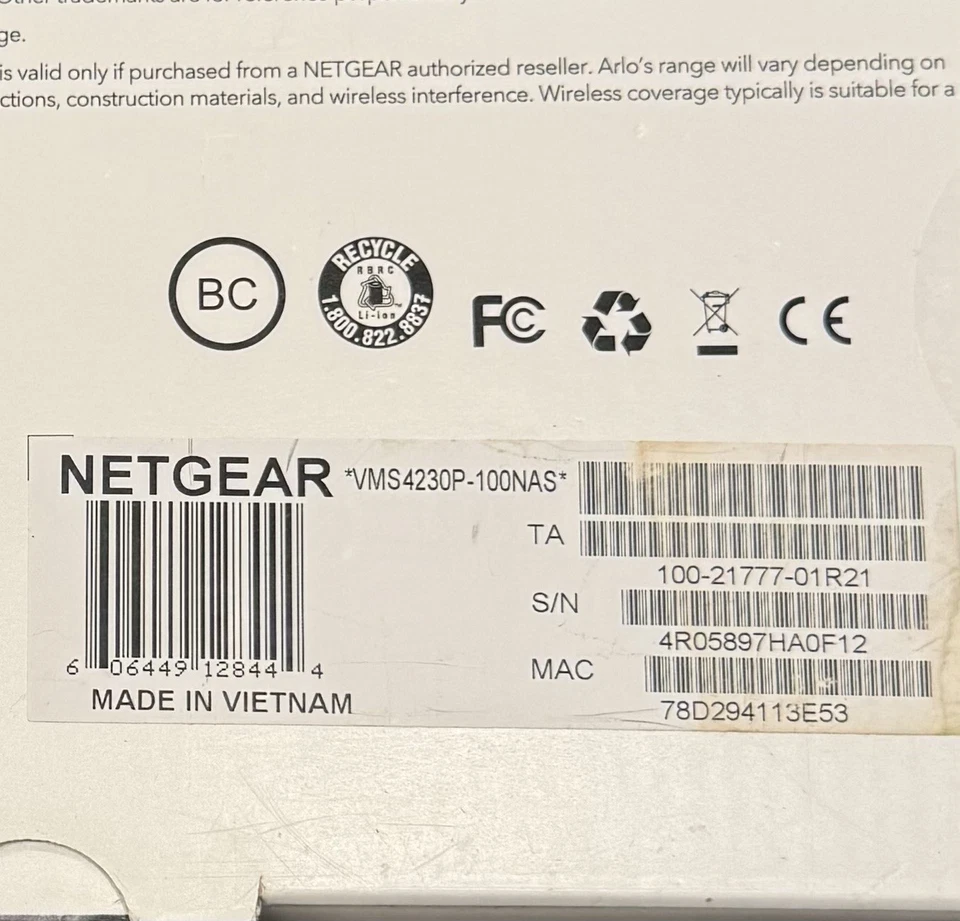 ge.
is valid only if purchased from a NETGEAR authorized reseller. Arlo's range will vary depending on
ctions, construction materials, and wireless interference. Wireless coverage typically is suitable for a
BC
RECYCLE
RBRC
Li-ion
1.800.822.8837
FC
CE
NETGEAR *VMS4230P-100NAS*
TA
100-21777-01R21
S/N
4R05897HA0F12
MAC
6 06449 12844 4
78D294113E53
MADE IN VIETNAM